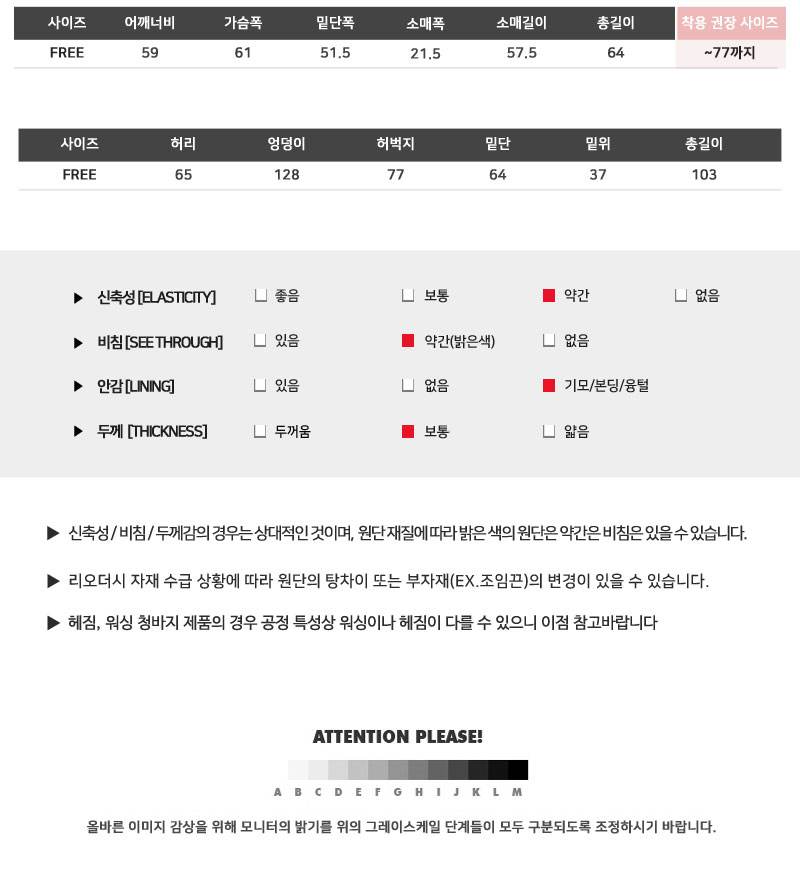 사이즈 어깨너비 가슴폭 밑단폭 소매폭 소매길이 총길이 착용 권장 사이즈
FREE 59 61 51.5 21.5 57.5 64 ~77까지
사이즈 허리 엉덩이 허벅지 밑단 밑위 총길이
FREE 65 128 77 64 37 103
▶ 신축성 [ELASTICITY] 좋음 보통 약간 없음
▶ 비침 [SEE THROUGH] 있음 약간(밝은색) 없음
▶ 안감 [LINING] 있음 없음 기모/본딩/융털
▶ 두께 [THICKNESS] 두꺼움 보통 얇음
▶ 신축성 / 비침 / 두께감의 경우는 상대적인 것이며, 원단 재질에 따라 밝은 색의 원단은 약간은 비침은 있을 수 있습니다.
▶ 리오더시 자재 수급 상황에 따라 원단의 탕차이 또는 부자재(EX.조임끈)의 변경이 있을 수 있습니다.
▶ 헤짐, 워싱 청바지 제품의 경우 공정 특성상 워싱이나 헤짐이 다를 수 있으니 이점 참고바랍니다
ATTENTION PLEASE!
A B C D E F G H I J K L M
올바른 이미지 감상을 위해 모니터의 밝기를 위의 그레이스케일 단계들이 모두 구분되도록 조정하시기 바랍니다.